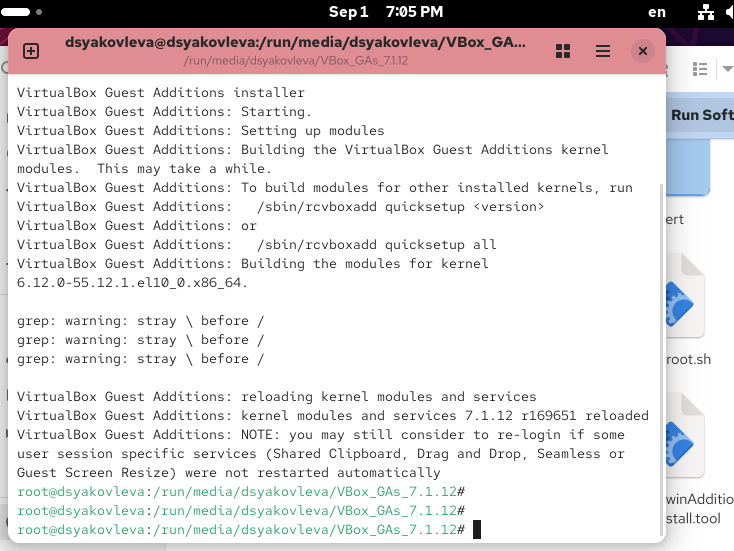 Sep 1 7:05 PM
en
dsyakovleva@dsyakovleva:/run/media/dsyakovleva/VBox_GA...
/run/media/dsyakovleva/VBox_GAs_7.1.12
VirtualBox Guest Additions installer
VirtualBox Guest Additions: Starting.
VirtualBox Guest Additions: Setting up modules
VirtualBox Guest Additions: Building the VirtualBox Guest Additions kernel
modules.  This may take a while.
VirtualBox Guest Additions: To build modules for other installed kernels, run
VirtualBox Guest Additions:   /sbin/rcvboxadd quicksetup <version>
VirtualBox Guest Additions: or
VirtualBox Guest Additions:   /sbin/rcvboxadd quicksetup all
VirtualBox Guest Additions: Building the modules for kernel
6.12.0-55.12.1.el10_0.x86_64.
grep: warning: stray \ before /
grep: warning: stray \ before /
grep: warning: stray \ before /
VirtualBox Guest Additions: reloading kernel modules and services
VirtualBox Guest Additions: kernel modules and services 7.1.12 r169651 reloaded
VirtualBox Guest Additions: NOTE: you may still consider to re-login if some
user session specific services (Shared Clipboard, Drag and Drop, Seamless or
Guest Screen Resize) were not restarted automatically
root@dsyakovleva:/run/media/dsyakovleva/VBox_GAs_7.1.12#
root@dsyakovleva:/run/media/dsyakovleva/VBox_GAs_7.1.12#
root@dsyakovleva:/run/media/dsyakovleva/VBox_GAs_7.1.12#
Run Soft
ert
root.sh
winAdditio
stall.tool